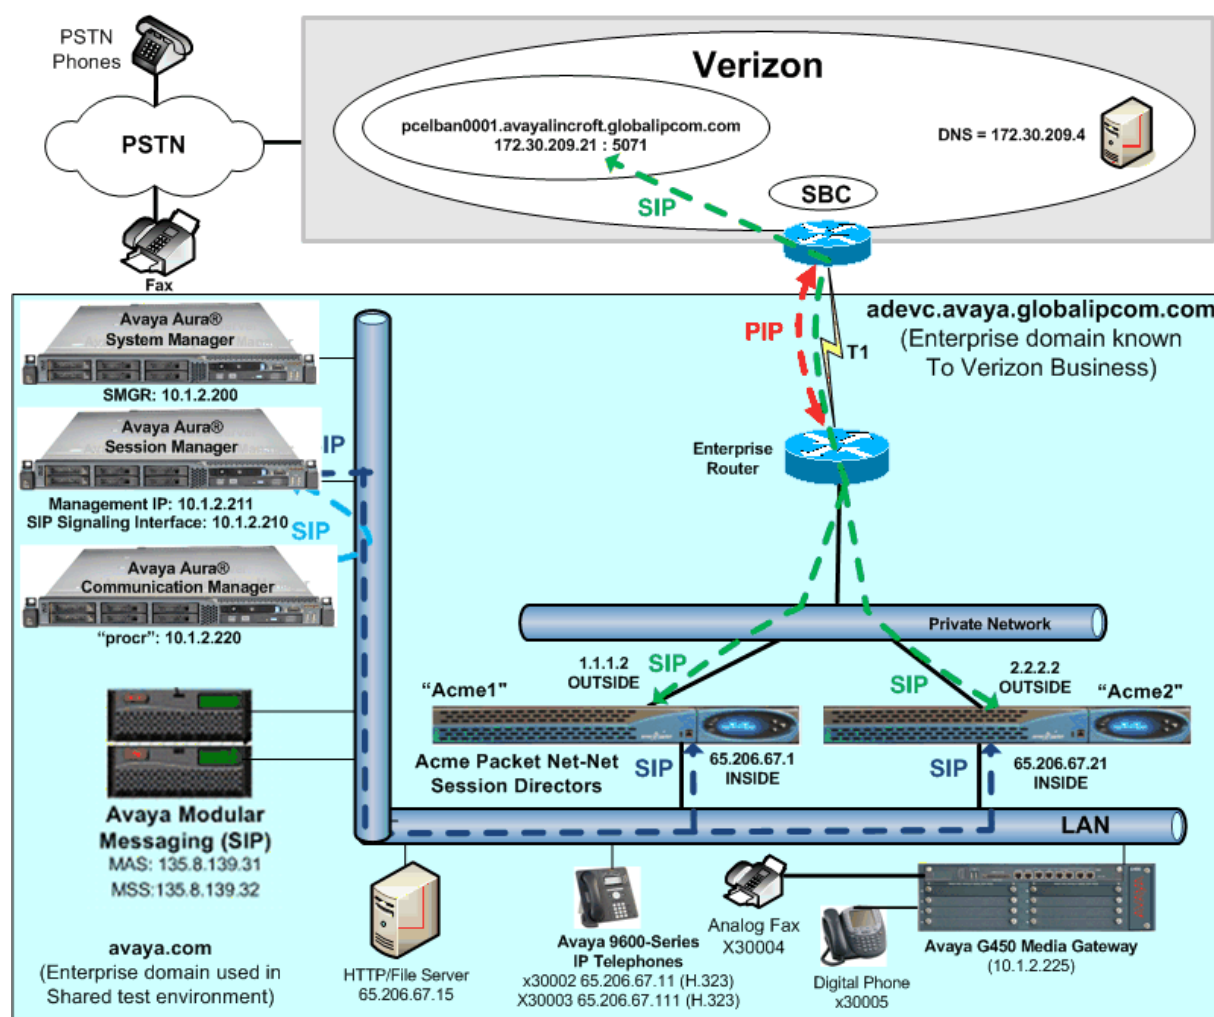 PSTN
Phones
PSTN
Fax
Verizon
pcelban0001.avayalincroft.globalipcom.com
172.30.209.21 : 5071
DNS = 172.30.209.4
SIP
SBC
adevc.avaya.globalipcom.com
(Enterprise domain known
To Verizon Business)
PIP
T1
Enterprise
Router
Avaya Aura®
System Manager
SMGR: 10.1.2.200
Avaya Aura®
Session Manager
SIP
Management IP: 10.1.2.211
SIP Signaling Interface: 10.1.2.210
SIP
Avaya Aura®
Communication Manager
“procr”: 10.1.2.220
Private Network
1.1.1.2
OUTSIDE
SIP
SIP
2.2.2.2
OUTSIDE
“Acme1"
“Acme2"
Acme Packet Net-Net
Session Directors
SIP
65.206.67.1
INSIDE
SIP
65.206.67.21
INSIDE
LAN
Avaya Modular
Messaging (SIP)
MAS: 135.8.139.31
MSS:135.8.139.32
avaya.com
(Enterprise domain used in
Shared test environment)
HTTP/File Server
65.206.67.15
Avaya 9600-Series
IP Telephones
x30002 65.206.67.11 (H.323)
X30003 65.206.67.111 (H.323)
Analog Fax
X30004
Digital Phone
x30005
Avaya G450 Media Gateway
(10.1.2.225)